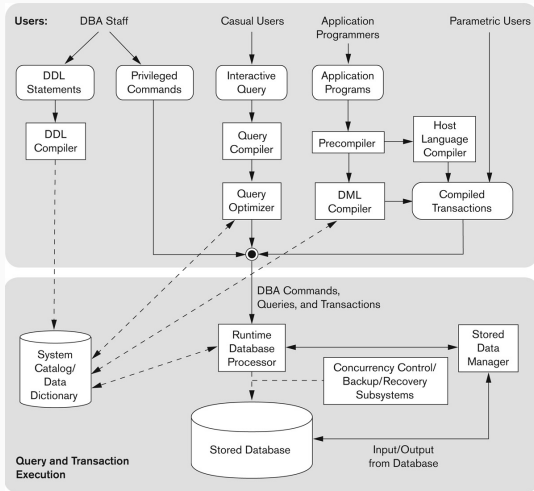 Users:
DBA Staff
Casual Users
Application
Programmers
Parametric Users
DDL
Statements
Privileged
Commands
Interactive
Query
Application
Programs
DDL
Compiler
Query
Compiler
Precompiler
Host
Language
Compiler
Query
Optimizer
DML
Compiler
Compiled
Transactions
DBA Commands,
Queries, and Transactions
System
Catalog/
Data
Dictionary
Runtime
Database
Processor
Stored
Data
Manager
Concurrency Control/
Backup/Recovery
Subsystems
Stored Database
Input/Output
from Database
Query and Transaction
Execution